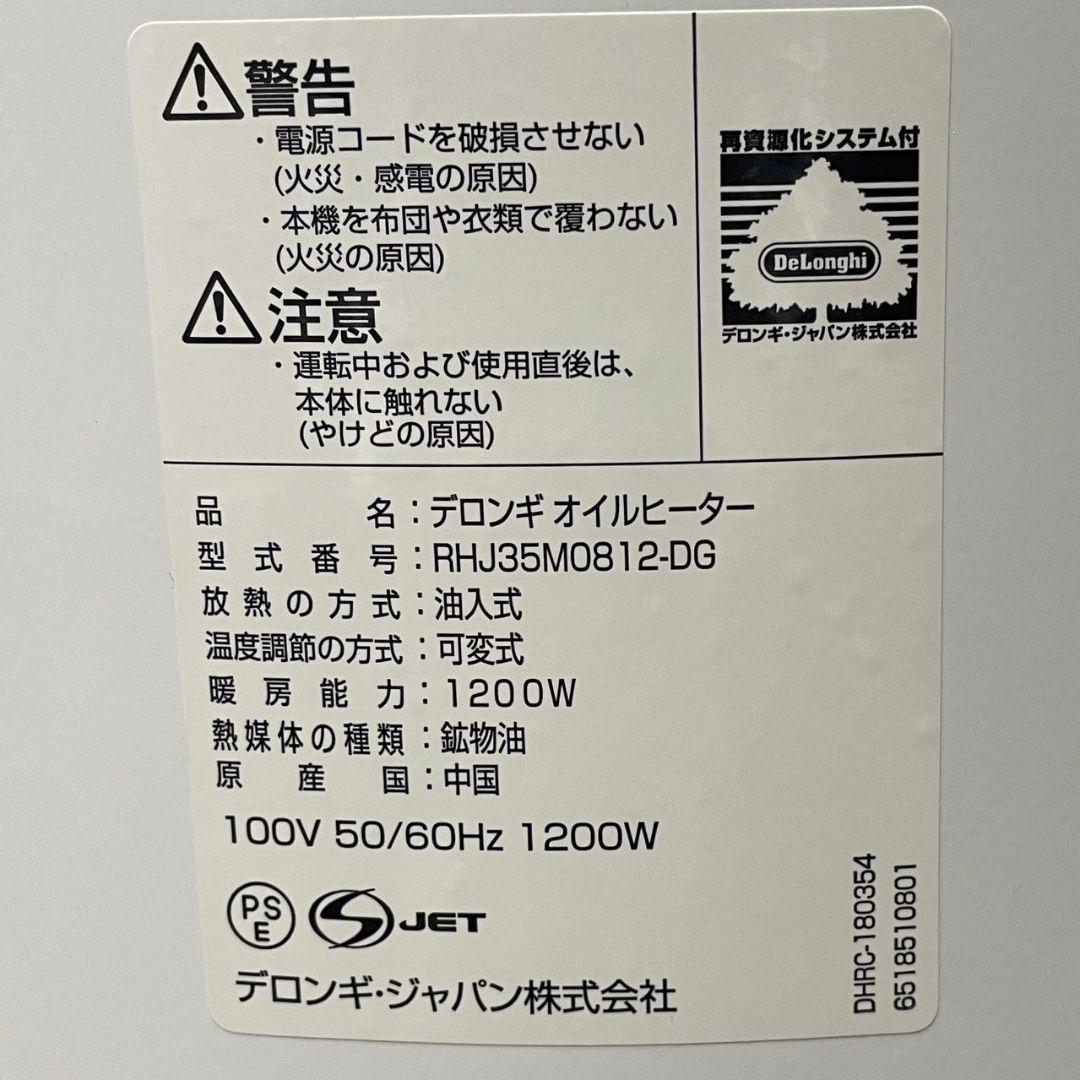 警告
・電源コードを破損させない
(火災・感電の原因)
・本機を布団や衣類で覆わない
(火災の原因)
注意
・運転中および使用直後は、
本体に触れない
(やけどの原因)
再資源化システム付
DeLonghi
デロンギ・ジャパン株式会社
品名：デロンギ オイルヒーター
型式番号：RHJ35M0812-DG
放熱の方式：油入式
温度調節の方式：可変式
暖房能力：1200W
熱媒体の種類：鉱物油
原産国：中国
100V 50/60Hz 1200W
PS
E
JET
デロンギ・ジャパン株式会社
DHRC-180354
6518510801